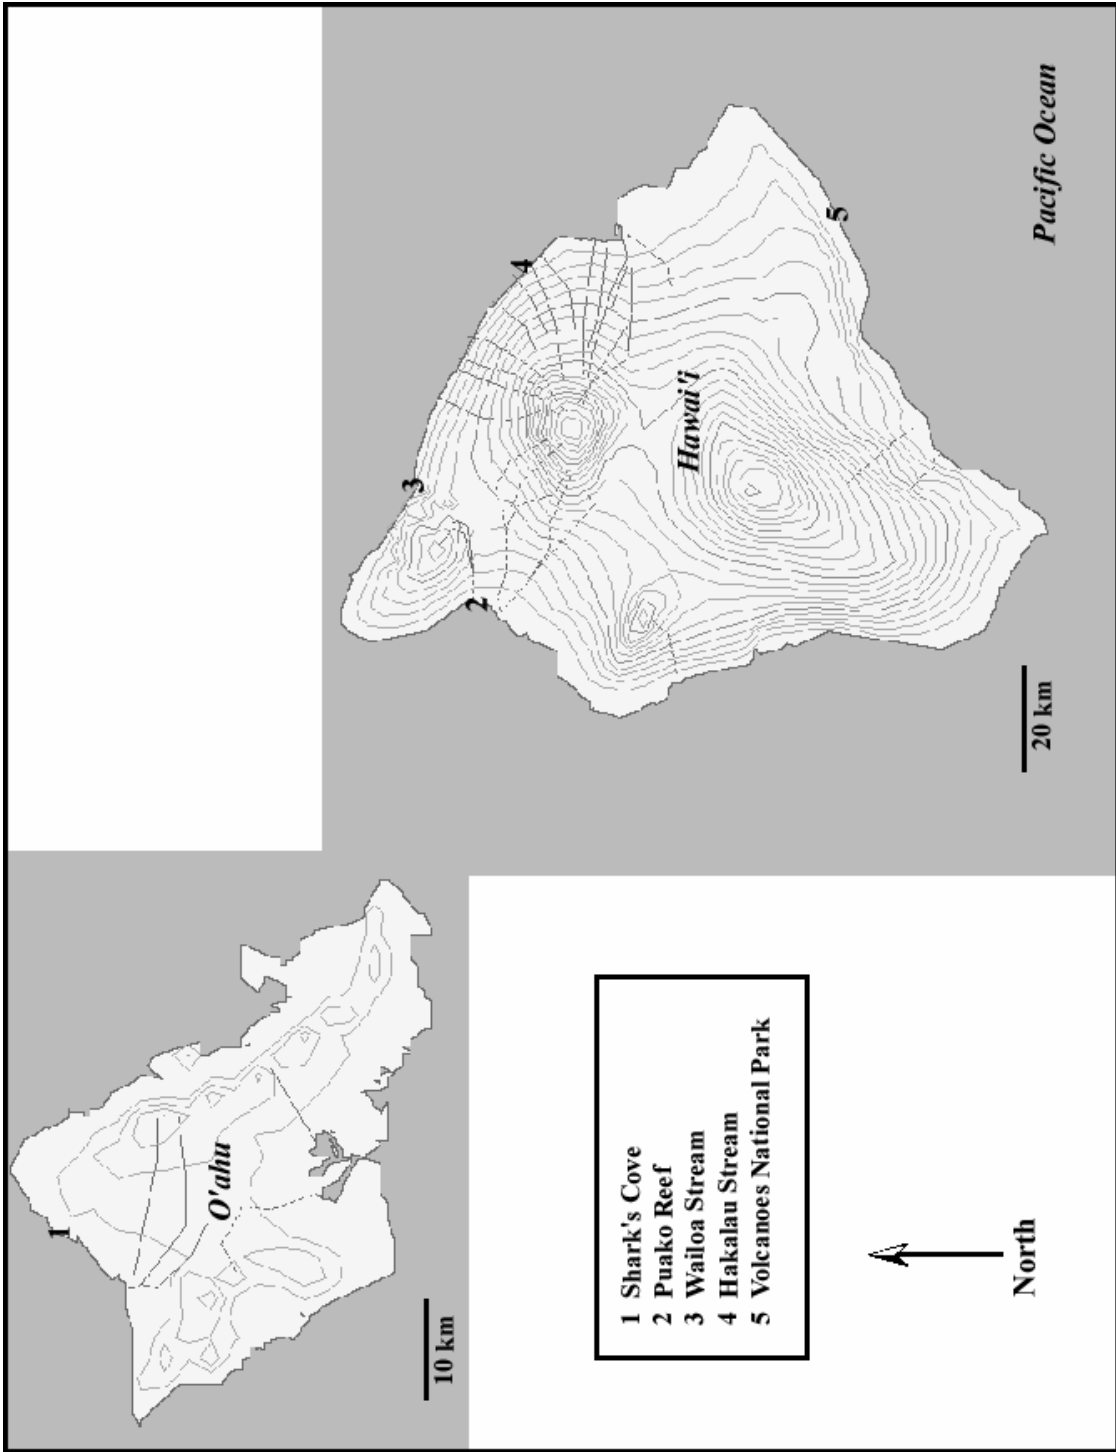 1
O'ahu
10 km
2
3
4
5
Hawai'i
Pacific Ocean
20 km
1 Shark's Cove
2 Puako Reef
3 Wailoa Stream
4 Hakalau Stream
5 Volcanoes National Park
North